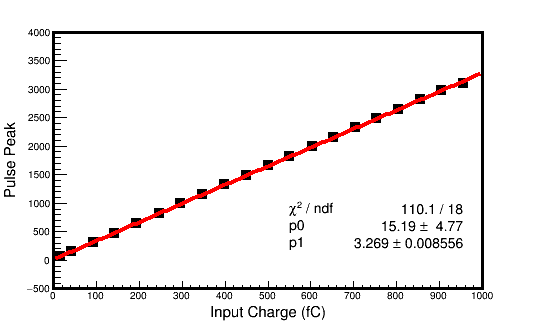 4000
3500
3000
2500
2000
1500
1000
500
0
−500
Pulse Peak
χ² / ndf 110.1 / 18
p0 15.19 ± 4.77
p1 3.269 ± 0.008556
0 100 200 300 400 500 600 700 800 900 1000
Input Charge (fC)